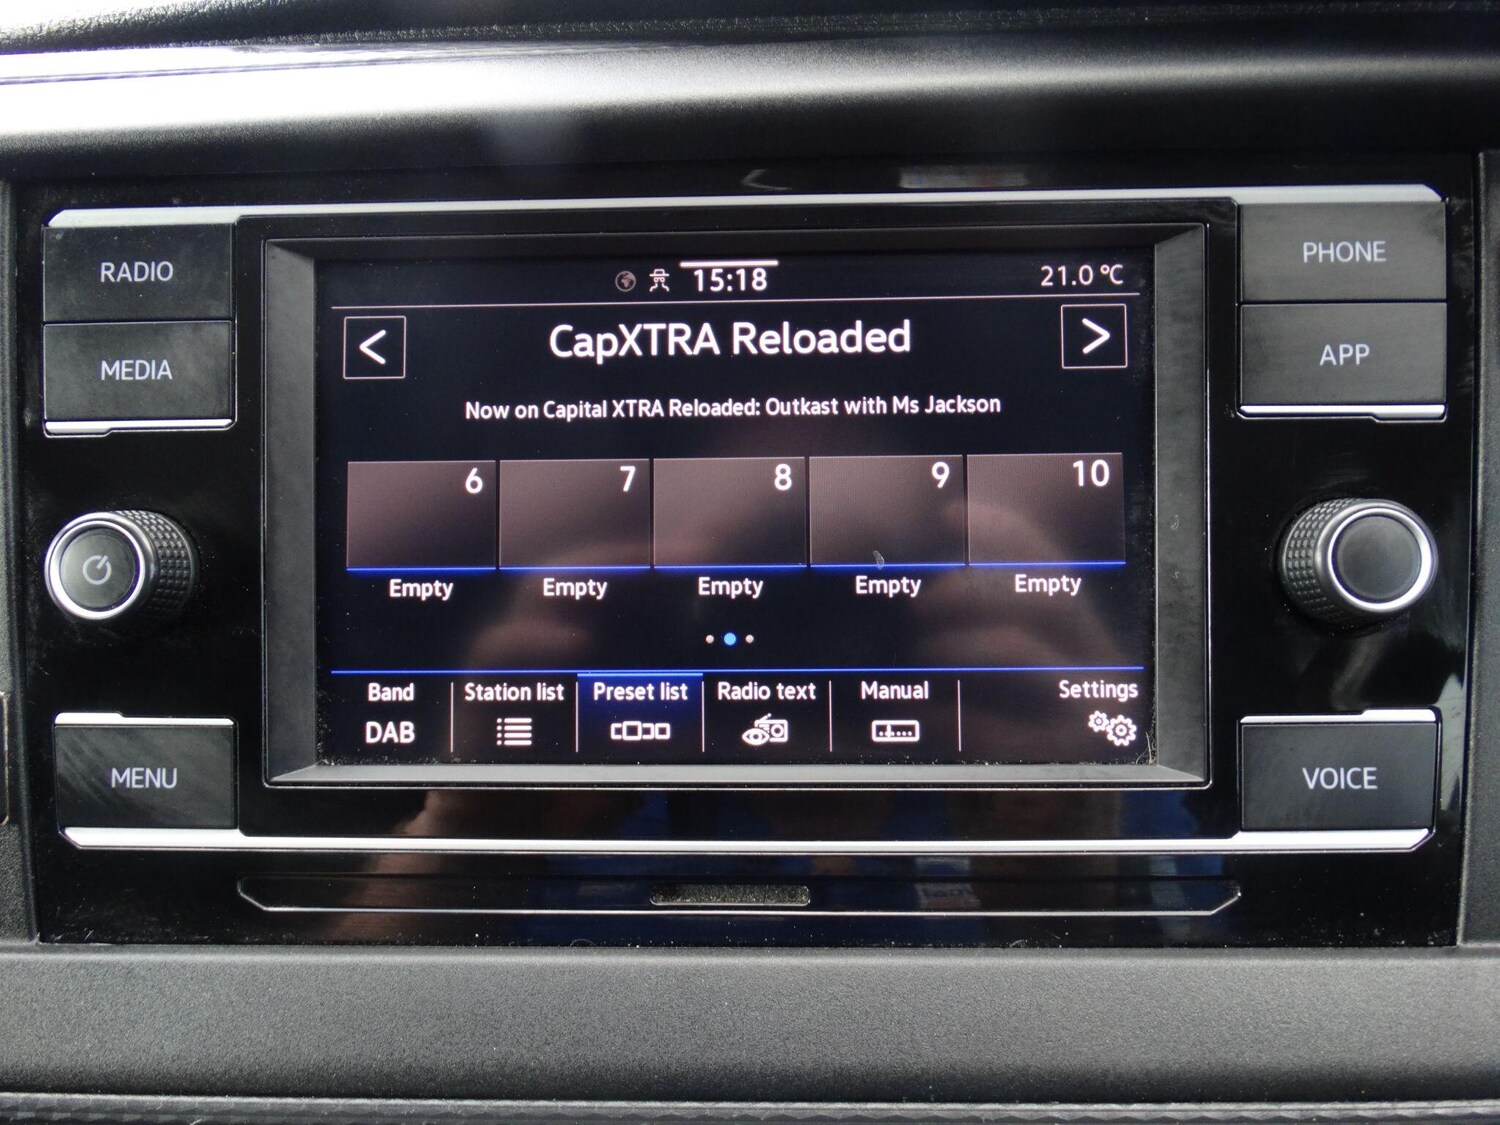 RADIO
MEDIA
MENU
15:18
21.0 °C
<
CapXTRA Reloaded
>
Now on Capital XTRA Reloaded: Outkast with Ms Jackson
6 7 8 9 10
Empty Empty Empty Empty Empty
Band Station list Preset list Radio text Manual Settings
DAB
PHONE
APP
VOICE